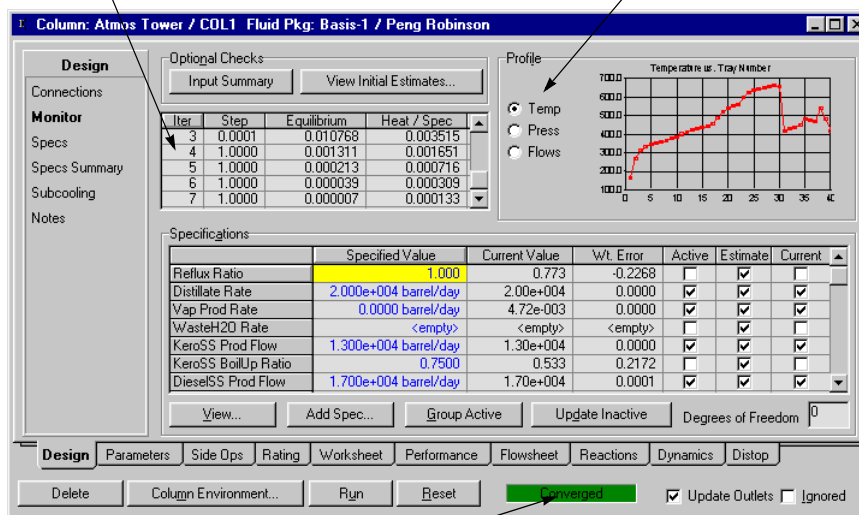 Column: Atmos Tower / COL1 Fluid Pkg: Basis-1 / Peng Robinson
Design
Connections
Monitor
Specs
Specs Summary
Subcooling
Notes
Optional Checks
Input Summary View Initial Estimates...
Iter Step Equilibrium Heat / Spec
3 0.0001 0.010768 0.003515
4 1.0000 0.001311 0.001651
5 1.0000 0.000213 0.000716
6 1.0000 0.000039 0.000309
7 1.0000 0.000007 0.000133
Profile
Temp
Press
Flows
Temperature vs. Tray Number
700.0
600.0
500.0
400.0
300.0
200.0
100.0
0 5 10 15 20 25 30 35
Specifications
Specified Value Current Value Wt. Error Active Estimate Current
Reflux Ratio 1.000 0.773 -0.2268
Distillate Rate 2.000e+004 barrel/day 2.00e+004 0.0000
Vap Prod Rate 0.0000 barrel/day 4.72e-003 0.0000
WasteH2O Rate <empty> <empty> <empty>
KeroSS Prod Flow 1.300e+004 barrel/day 1.30e+004 0.0000
KeroSS BoilUp Ratio 0.7500 0.533 0.2172
DieselSS Prod Flow 1.700e+004 barrel/day 1.70e+004 0.0001
View... Add Spec... Group Active Update Inactive Degrees of Freedom 0
Design Parameters Side Ops Rating Worksheet Performance Flowsheet Reactions Dynamics Distop
Delete Column Environment... Run Reset Converged Update Outlets Ignored